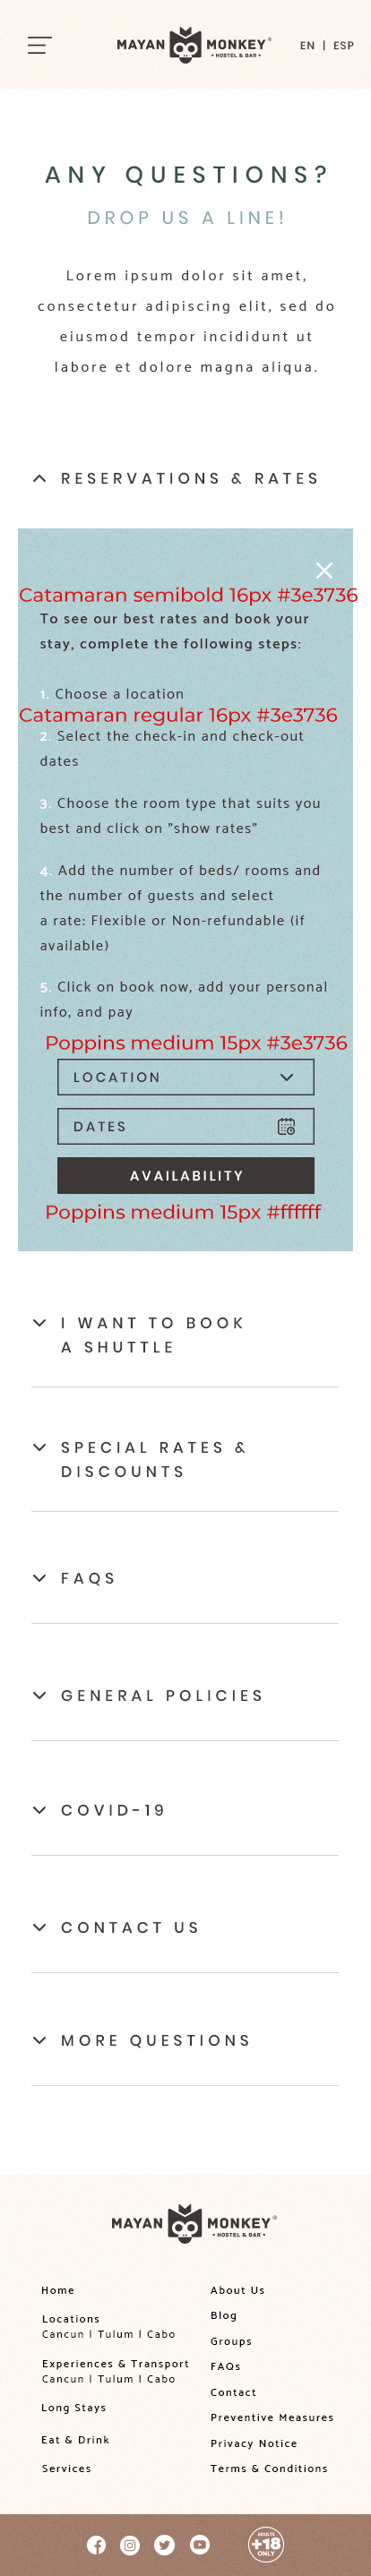 MAYAN MONKEY®
• HOSTEL & BAR •
EN | ESP
ANY QUESTIONS?
DROP US A LINE!
Lorem ipsum dolor sit amet,
consectetur adipiscing elit, sed do
eiusmod tempor incididunt ut
labore et dolore magna aliqua.
RESERVATIONS & RATES
Catamaran semibold 16px #3e3736
To see our best rates and book your
stay, complete the following steps:
1. Choose a location
Catamaran regular 16px #3e3736
2. Select the check-in and check-out
dates
3. Choose the room type that suits you
best and click on "show rates"
4. Add the number of beds/ rooms and
the number of guests and select
a rate: Flexible or Non-refundable (if
available)
5. Click on book now, add your personal
info, and pay
Poppins medium 15px #3e3736
LOCATION
DATES
AVAILABILITY
Poppins medium 15px #ffffff
I WANT TO BOOK
A SHUTTLE
SPECIAL RATES &
DISCOUNTS
FAQS
GENERAL POLICIES
COVID-19
CONTACT US
MORE QUESTIONS
MAYAN MONKEY®
• HOSTEL & BAR •
Home
Locations
Cancun | Tulum | Cabo
Experiences & Transport
Cancun | Tulum | Cabo
Long Stays
Eat & Drink
Services
About Us
Blog
Groups
FAQs
Contact
Preventive Measures
Privacy Notice
Terms & Conditions
ADULTS
+18
ONLY